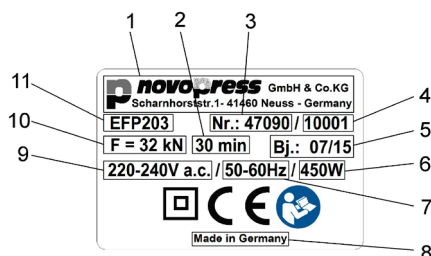 1
2
3
novopress GmbH & Co.KG
Scharnhorststr.1- 41460 Neuss - Germany
11
EFP203 Nr.: 47090 / 10001
4
10
F = 32 kN 30 min Bj.: 07/15
5
9
220-240V a.c. / 50-60Hz / 450W
6
7
CE
Made in Germany
8